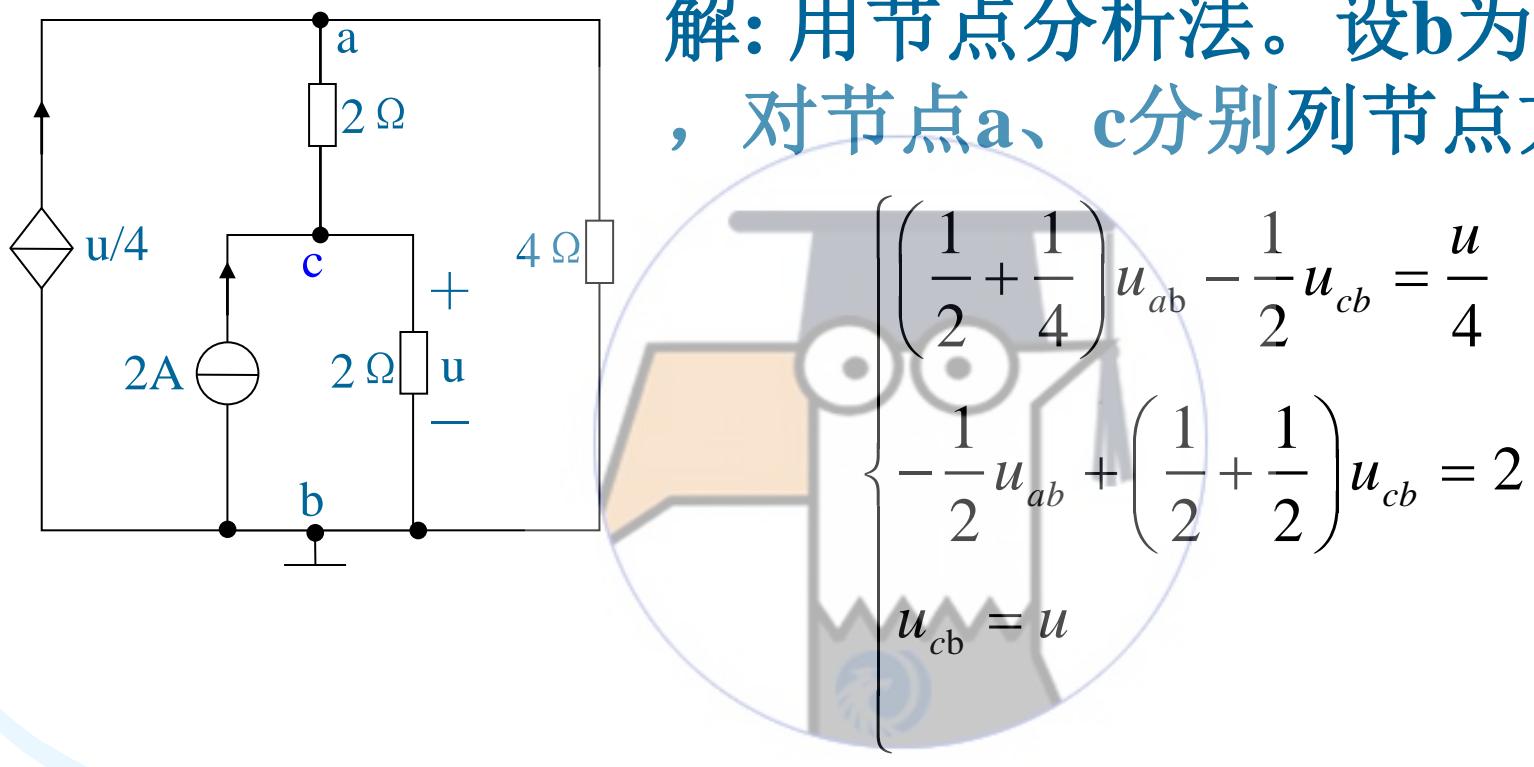 解: 用节点分析法。设b为
，对节点a、c分别列节点方
a
2 Ω
u/4
c
4 Ω
+
2A
2 Ω
u
−
b
(1/2 + 1/4) u_ab − 1/2 u_cb = u/4
− 1/2 u_ab + (1/2 + 1/2) u_cb = 2
u_cb = u